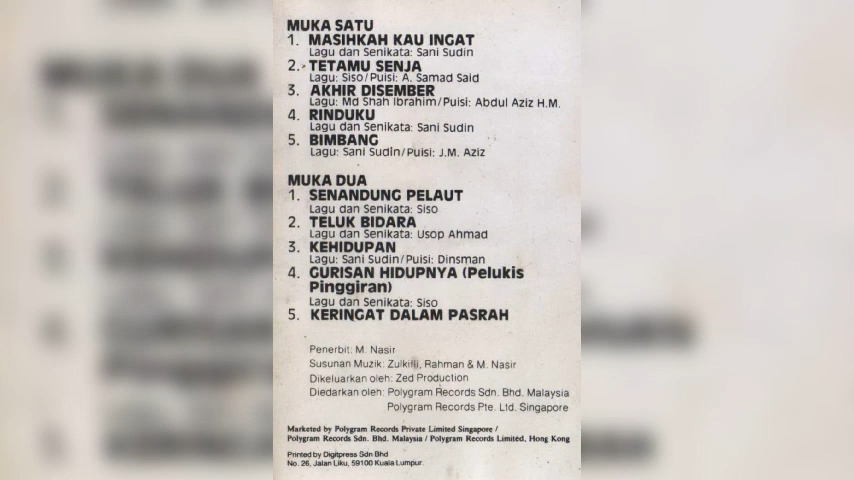 MUKA SATU
1. MASIHKAH KAU INGAT
Lagu dan Senikata: Sani Sudin
2. TETAMU SENJA
Lagu: Siso/Puisi: A. Samad Said
3. AKHIR DISEMBER
Lagu: Md Shah Ibrahim/Puisi: Abdul Aziz H.M.
4. RINDUKU
Lagu dan Senikata: Sani Sudin
5. BIMBANG
Lagu: Sani Sudin/Puisi: J.M. Aziz
MUKA DUA
1. SENANDUNG PELAUT
Lagu dan Senikata: Siso
2. TELUK BIDARA
Lagu dan Senikata: Usop Ahmad
3. KEHIDUPAN
Lagu: Sani Sudin/Puisi: Dinsman
4. GURISAN HIDUPNYA (Pelukis
Pinggiran)
Lagu dan Senikata: Siso
5. KERINGAT DALAM PASRAH
Penerbit: M. Nasir
Susunan Muzik: Zulkifli, Rahman & M. Nasir
Dikeluarkan oleh: Zed Production
Diedarkan oleh: Polygram Records Sdn. Bhd. Malaysia
Polygram Records Pte. Ltd. Singapore
Marketed by Polygram Records Private Limited Singapore /
Polygram Records Sdn. Bhd. Malaysia / Polygram Records Limited, Hong Kong
Printed by Digitpress Sdn Bhd
No. 26, Jalan Liku, 59100 Kuala Lumpur.